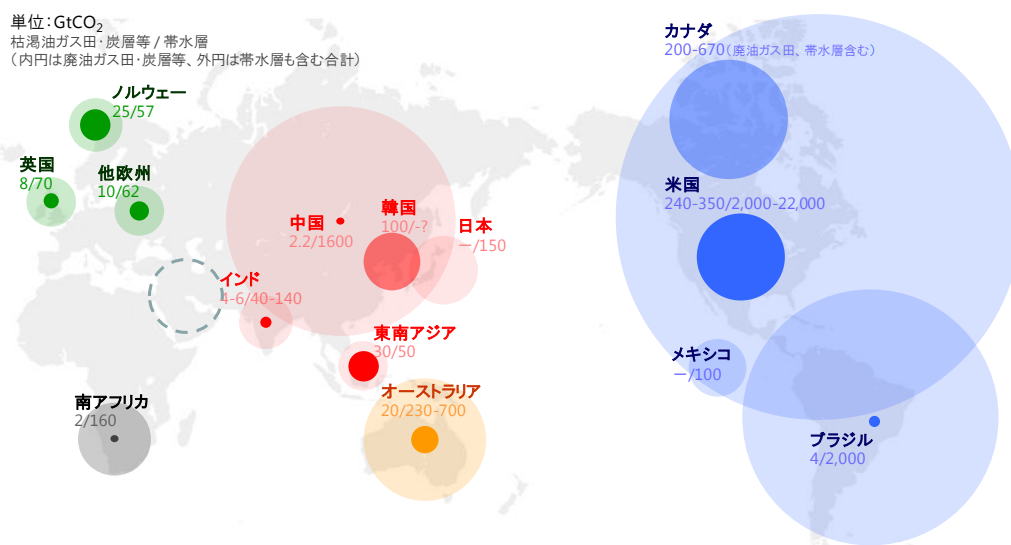 単位：GtCO2
枯渇油ガス田・炭層等 / 帯水層
（内円は廃油ガス田・炭層等、外円は帯水層も含む合計）
ノルウェー
25/57
英国
8/70
他欧州
10/62
中国
2.2/1600
韓国
100/-?
日本
－/150
インド
4-6/40-140
東南アジア
30/50
オーストラリア
20/230-700
南アフリカ
2/160
カナダ
200-670（廃油ガス田、帯水層含む）
米国
240-350/2,000-22,000
メキシコ
－/100
ブラジル
4/2,000